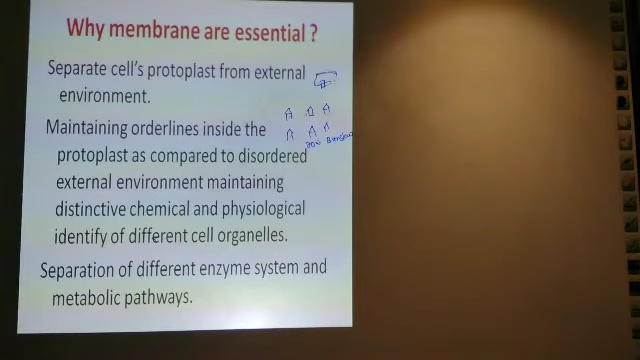 Why membrane are essential ?
Separate cell's protoplast from external
environment.
Maintaining orderlines inside the
protoplast as compared to disordered
external environment maintaining
distinctive chemical and physiological
identify of different cell organelles.
Separation of different enzyme system and
metabolic pathways.